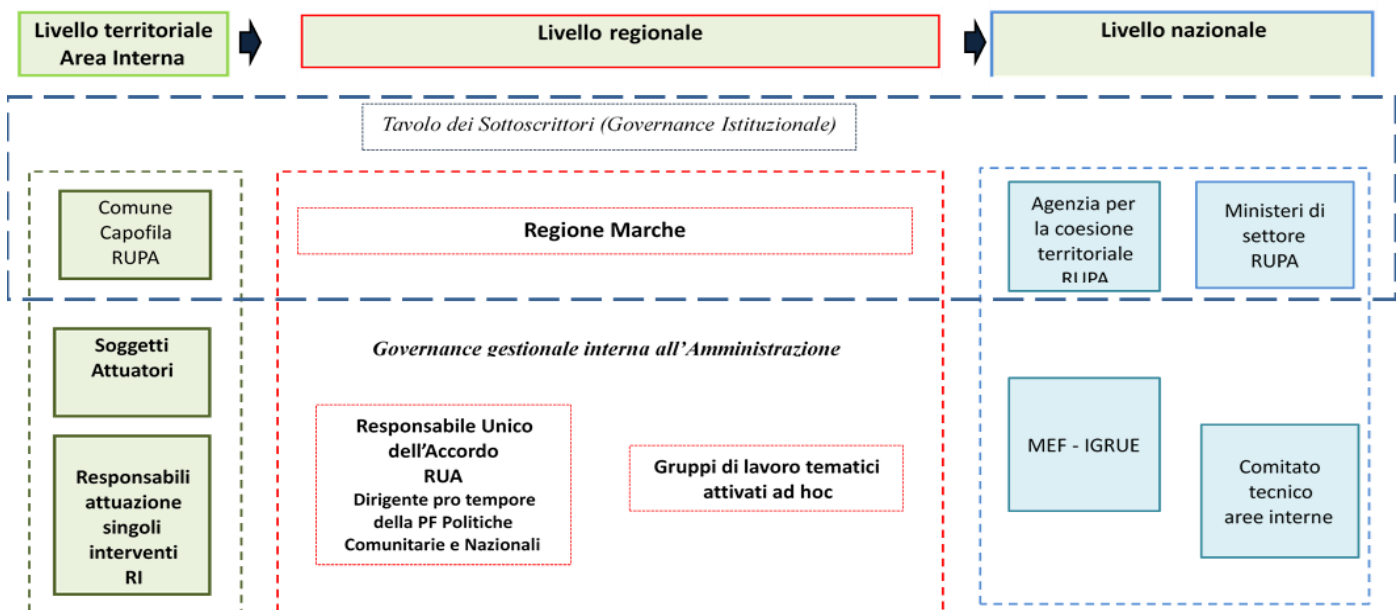 Livello territoriale
Area Interna
Livello regionale
Livello nazionale
Tavolo dei Sottoscrittori (Governance Istituzionale)
Comune
Capofila
RUPA
Regione Marche
Agenzia per
la coesione
territoriale
RUPA
Ministeri di
settore
RUPA
Soggetti
Attuatori
Governance gestionale interna all’Amministrazione
Responsabili
attuazione
singoli
interventi
RI
Responsabile Unico
dell’Accordo
RUA
Dirigente pro tempore
della PF Politiche
Comunitarie e Nazionali
Gruppi di lavoro tematici
attivati ad hoc
MEF - IGRUE
Comitato
tecnico
aree interne